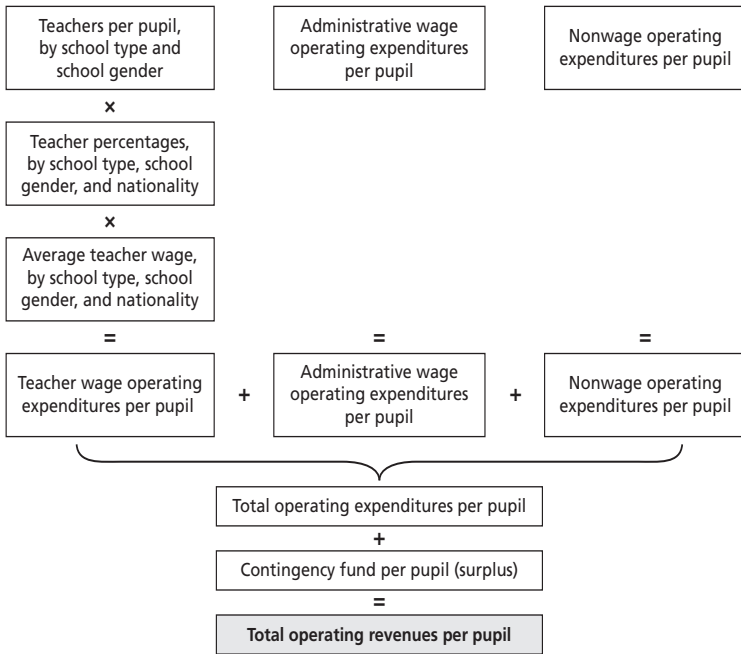 Teachers per pupil,
by school type and
school gender
Administrative wage
operating expenditures
per pupil
Nonwage operating
expenditures per pupil
×
Teacher percentages,
by school type, school
gender, and nationality
×
Average teacher wage,
by school type, school
gender, and nationality
=
=
=
Teacher wage operating
expenditures per pupil
+
Administrative wage
operating expenditures
per pupil
+
Nonwage operating
expenditures per pupil
Total operating expenditures per pupil
+
Contingency fund per pupil (surplus)
=
Total operating revenues per pupil